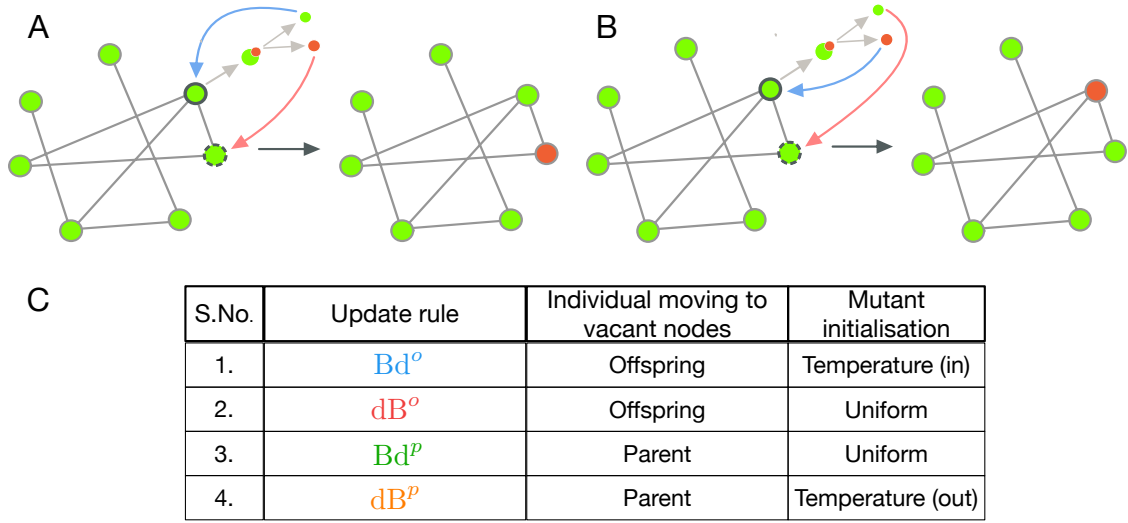 A
B
C
S.No.
Update rule
Individual moving to
vacant nodes
Mutant
initialisation
1.
Bd^o
Offspring
Temperature (in)
2.
dB^o
Offspring
Uniform
3.
Bd^p
Parent
Uniform
4.
dB^p
Parent
Temperature (out)